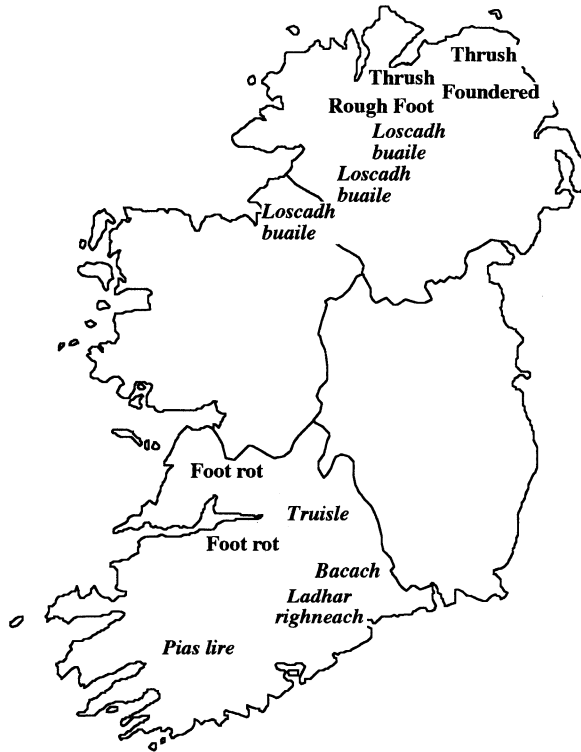 Thrush
Thrush
Foundered
Rough Foot
Loscadh
buaile
Loscadh
buaile
Loscadh
buaile
Foot rot
Truisle
Foot rot
Bacach
Ladhar
righneach
Pias lire